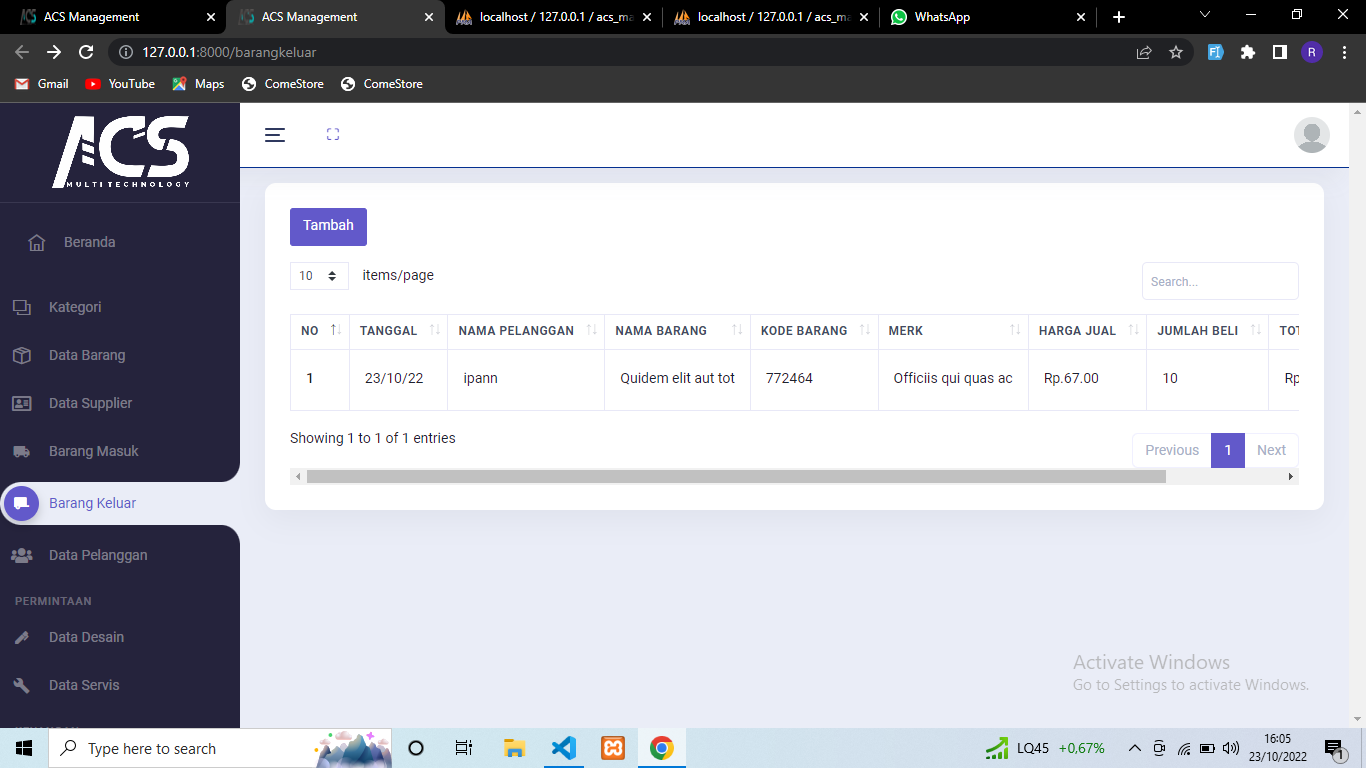 ACS Management
ACS Management
localhost / 127.0.0.1 / acs_ma
localhost / 127.0.0.1 / acs_ma
WhatsApp
127.0.0.1:8000/barangkeluar
R
Gmail
YouTube
Maps
ComeStore
ComeStore
ACS
MULTI TECHNOLOGY
Beranda
Kategori
Data Barang
Data Supplier
Barang Masuk
Barang Keluar
Data Pelanggan
PERMINTAAN
Data Desain
Data Servis
Tambah
10 items/page
Search...
NO TANGGAL NAMA PELANGGAN NAMA BARANG KODE BARANG MERK HARGA JUAL JUMLAH BELI TOT
1 23/10/22 ipann Quidem elit aut tot 772464 Officiis qui quas ac Rp.67.00 10 Rp
Showing 1 to 1 of 1 entries
Previous 1 Next
Activate Windows
Go to Settings to activate Windows.
Type here to search
LQ45 +0,67%
16:05
23/10/2022
1